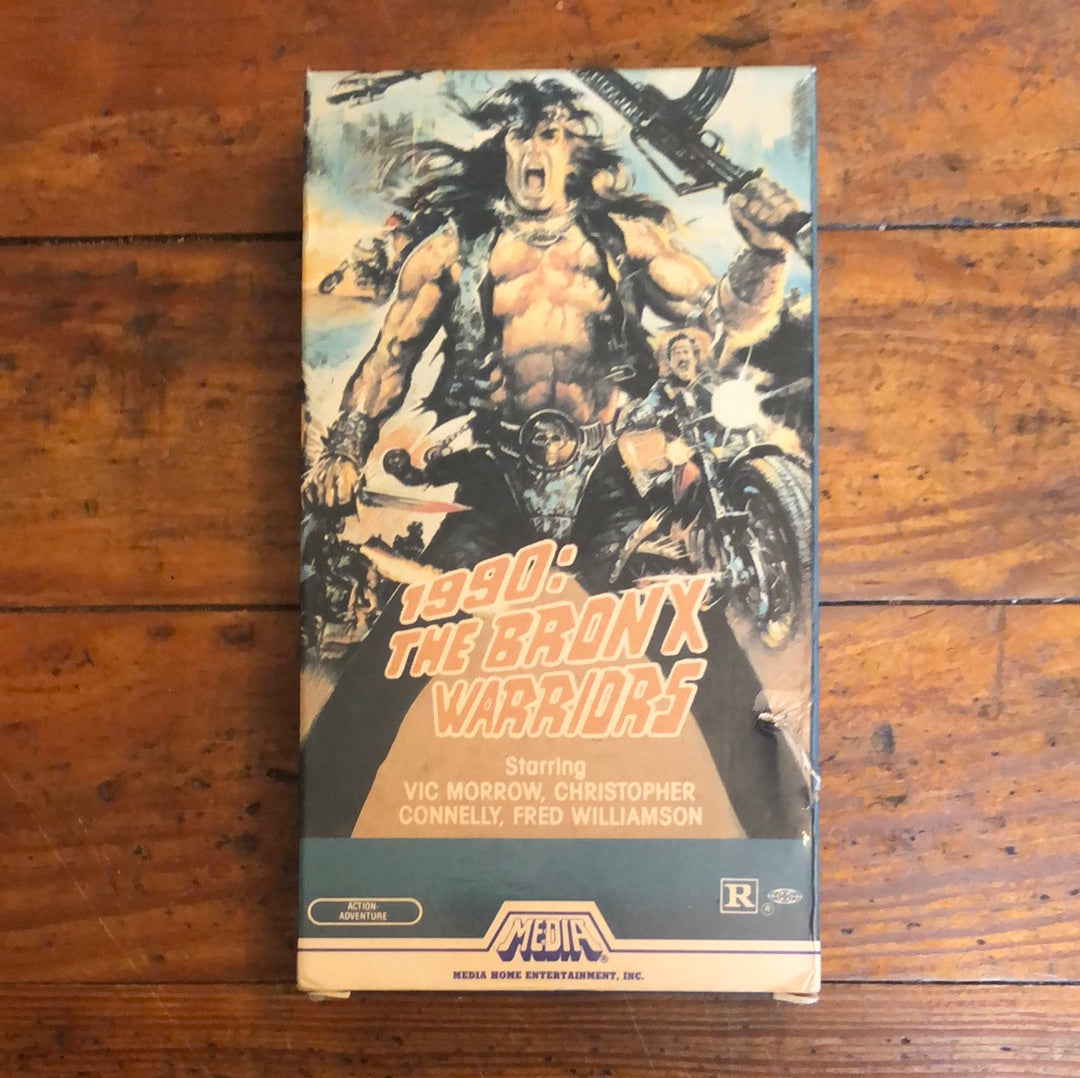 1990:
THE BRONX
WARRIORS
Starring
VIC MORROW, CHRISTOPHER
CONNELLY, FRED WILLIAMSON
ACTION-
ADVENTURE
R
®
MEDIA®
MEDIA HOME ENTERTAINMENT, INC.